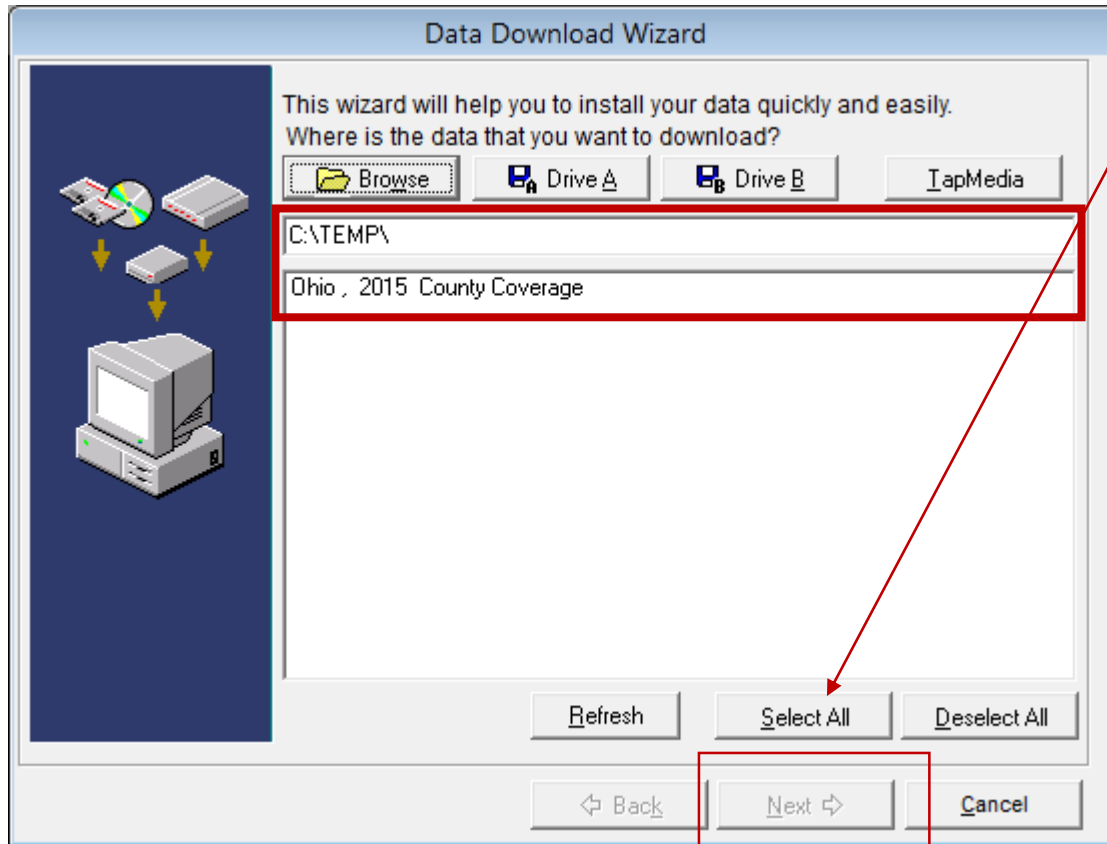 Data Download Wizard
This wizard will help you to install your data quickly and easily.
Where is the data that you want to download?
Browse Drive A Drive B TapMedia
C:\TEMP\
Ohio , 2015 County Coverage
Refresh Select All Deselect All
Back Next Cancel